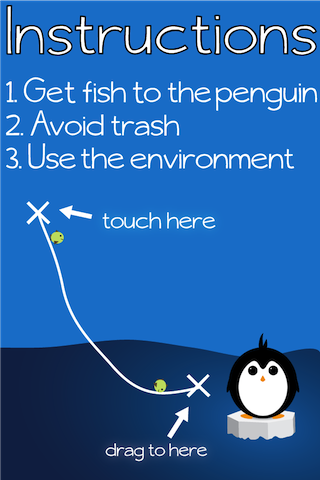 Instructions
1. Get fish to the penguin
2. Avoid trash
3. Use the environment
touch here
drag to here